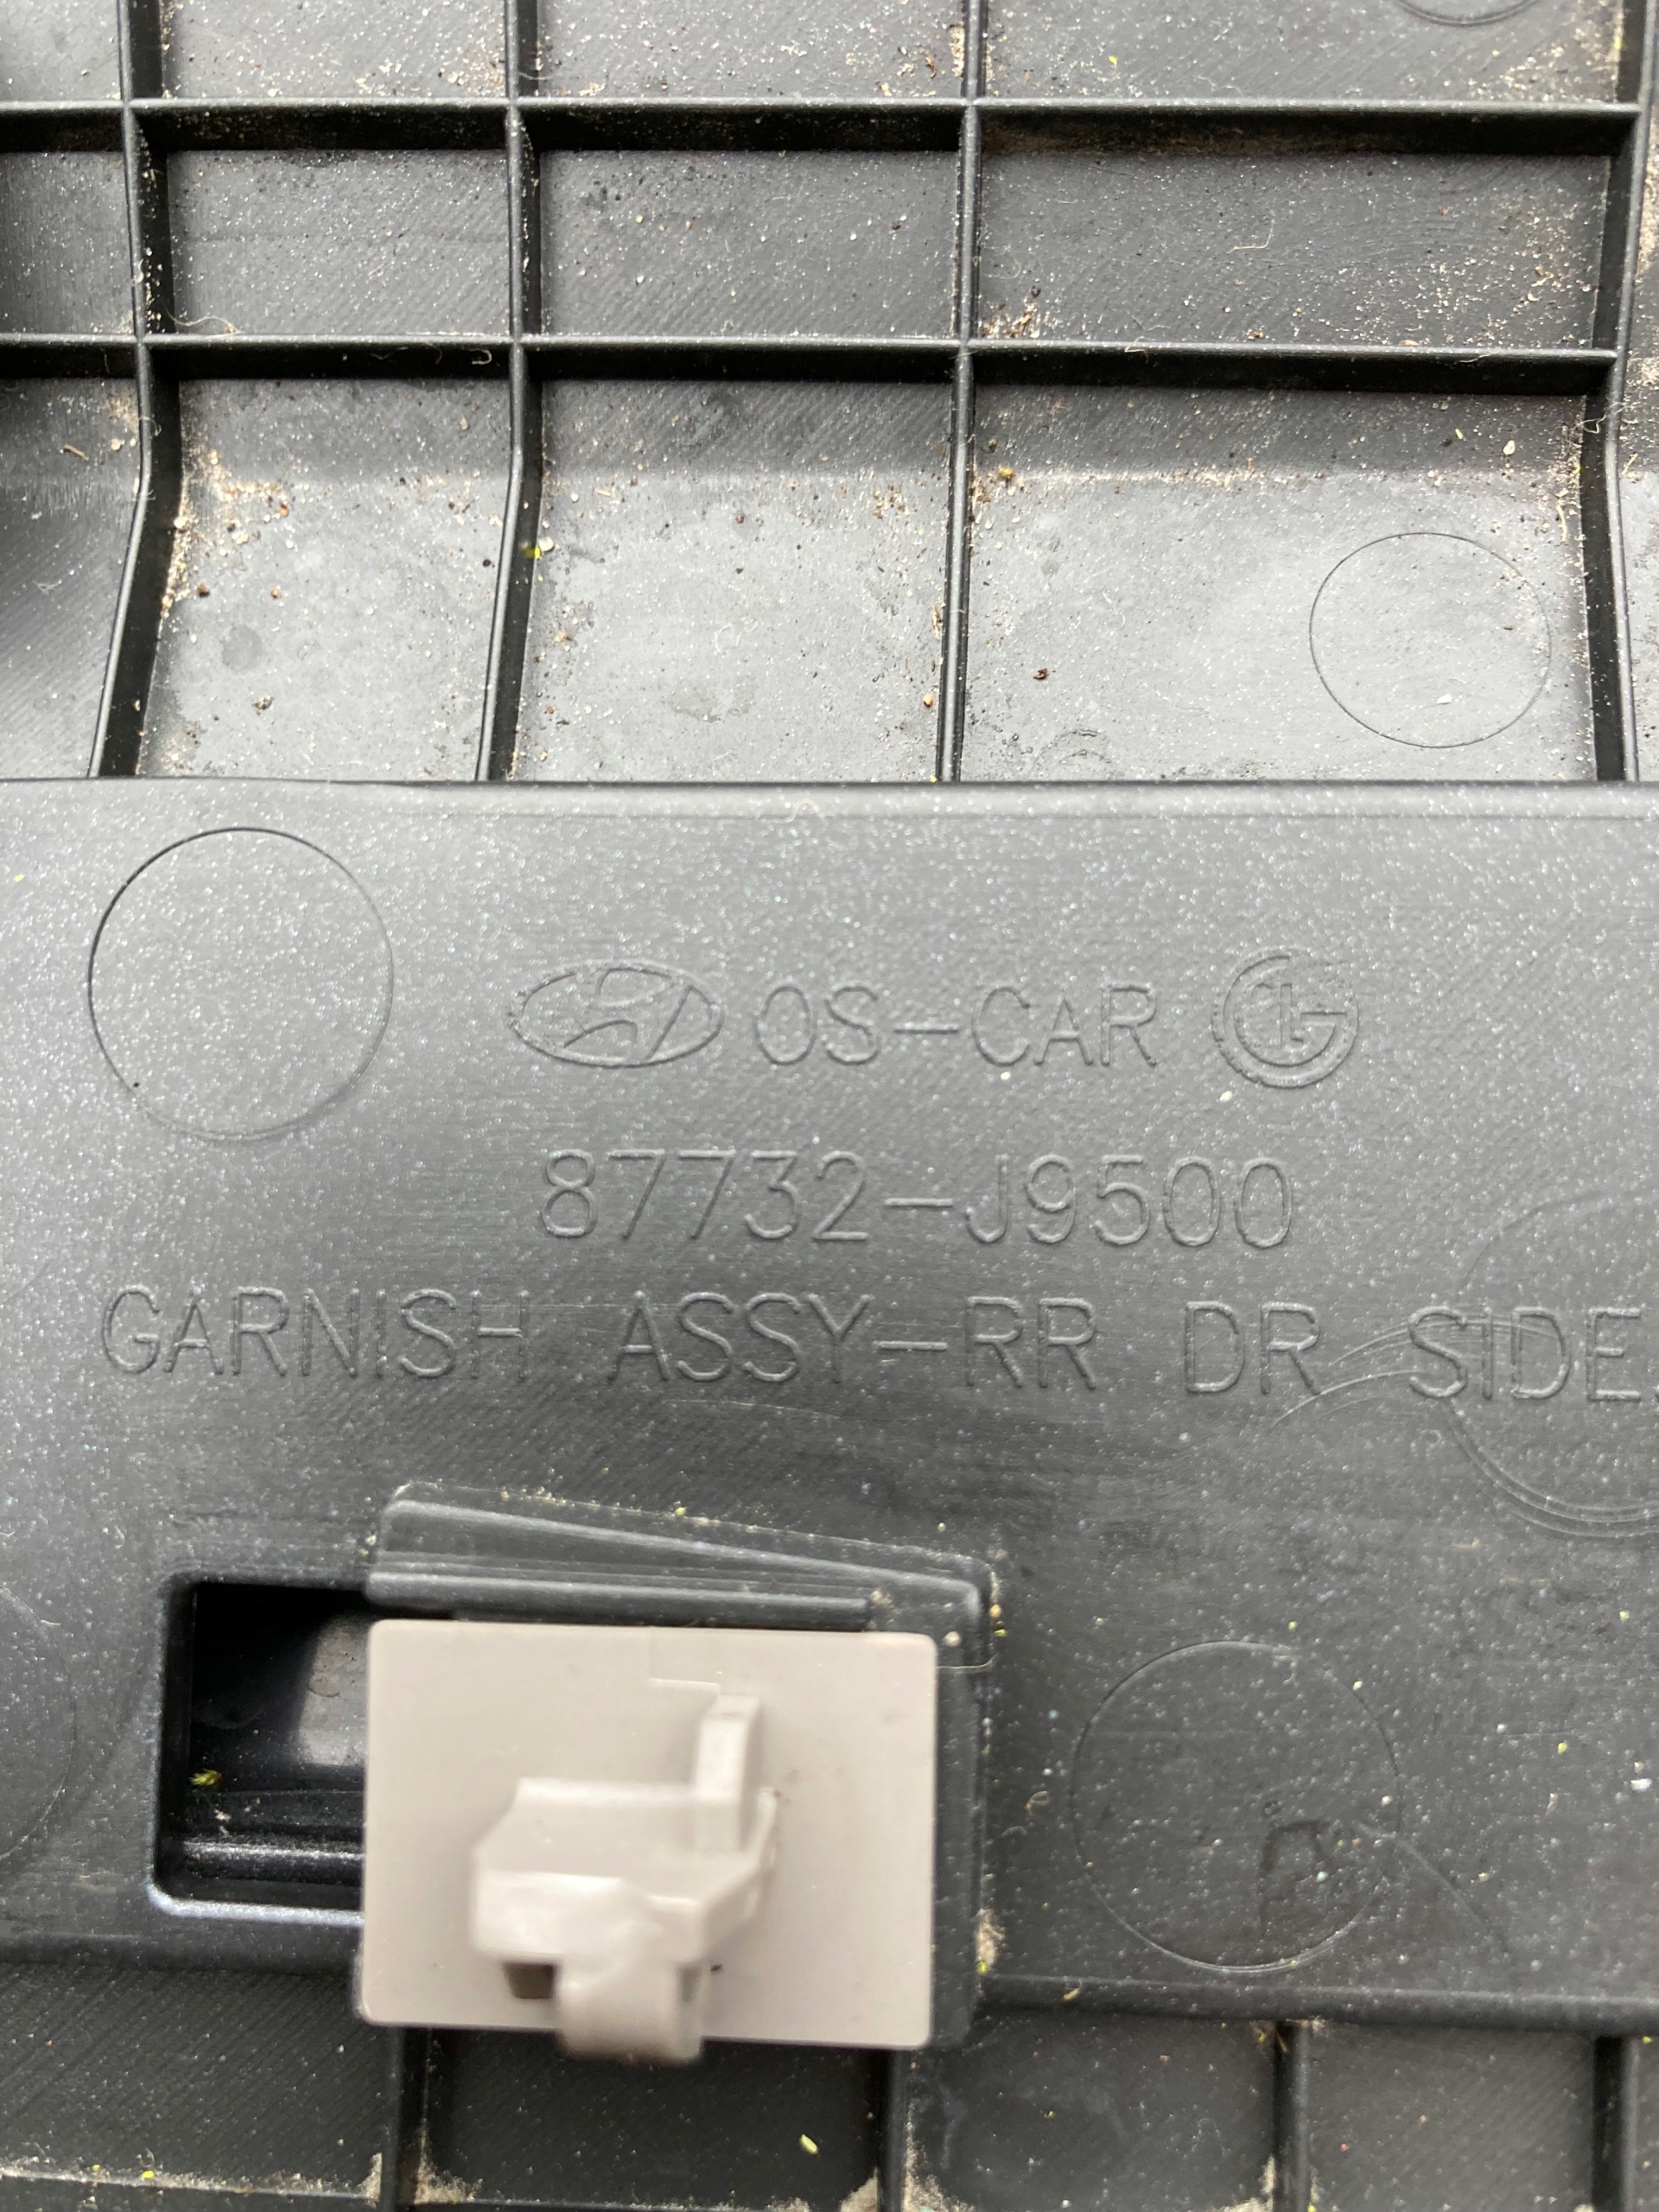 OS-CAR
87732-J9500
GARNISH ASSY-RR DR SIDE.